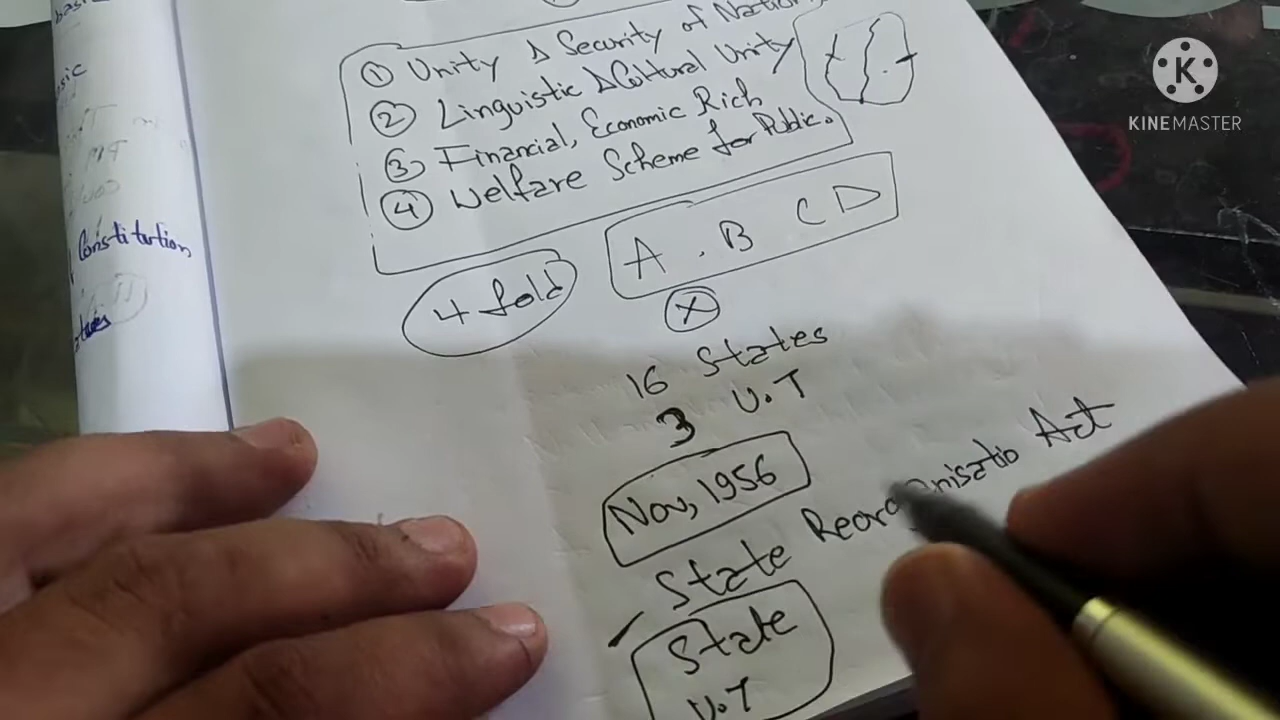 ① Unity & Security of Nation,
② Linguistic & Cultural Unity
③ Financial, Economic Rich
④ Welfare Scheme for Public.
4 fold
A . B C D
X
16 States
3 U.T
Nov, 1956
State Reorganisatio Act
State
U.T
Constitution
KINEMASTER